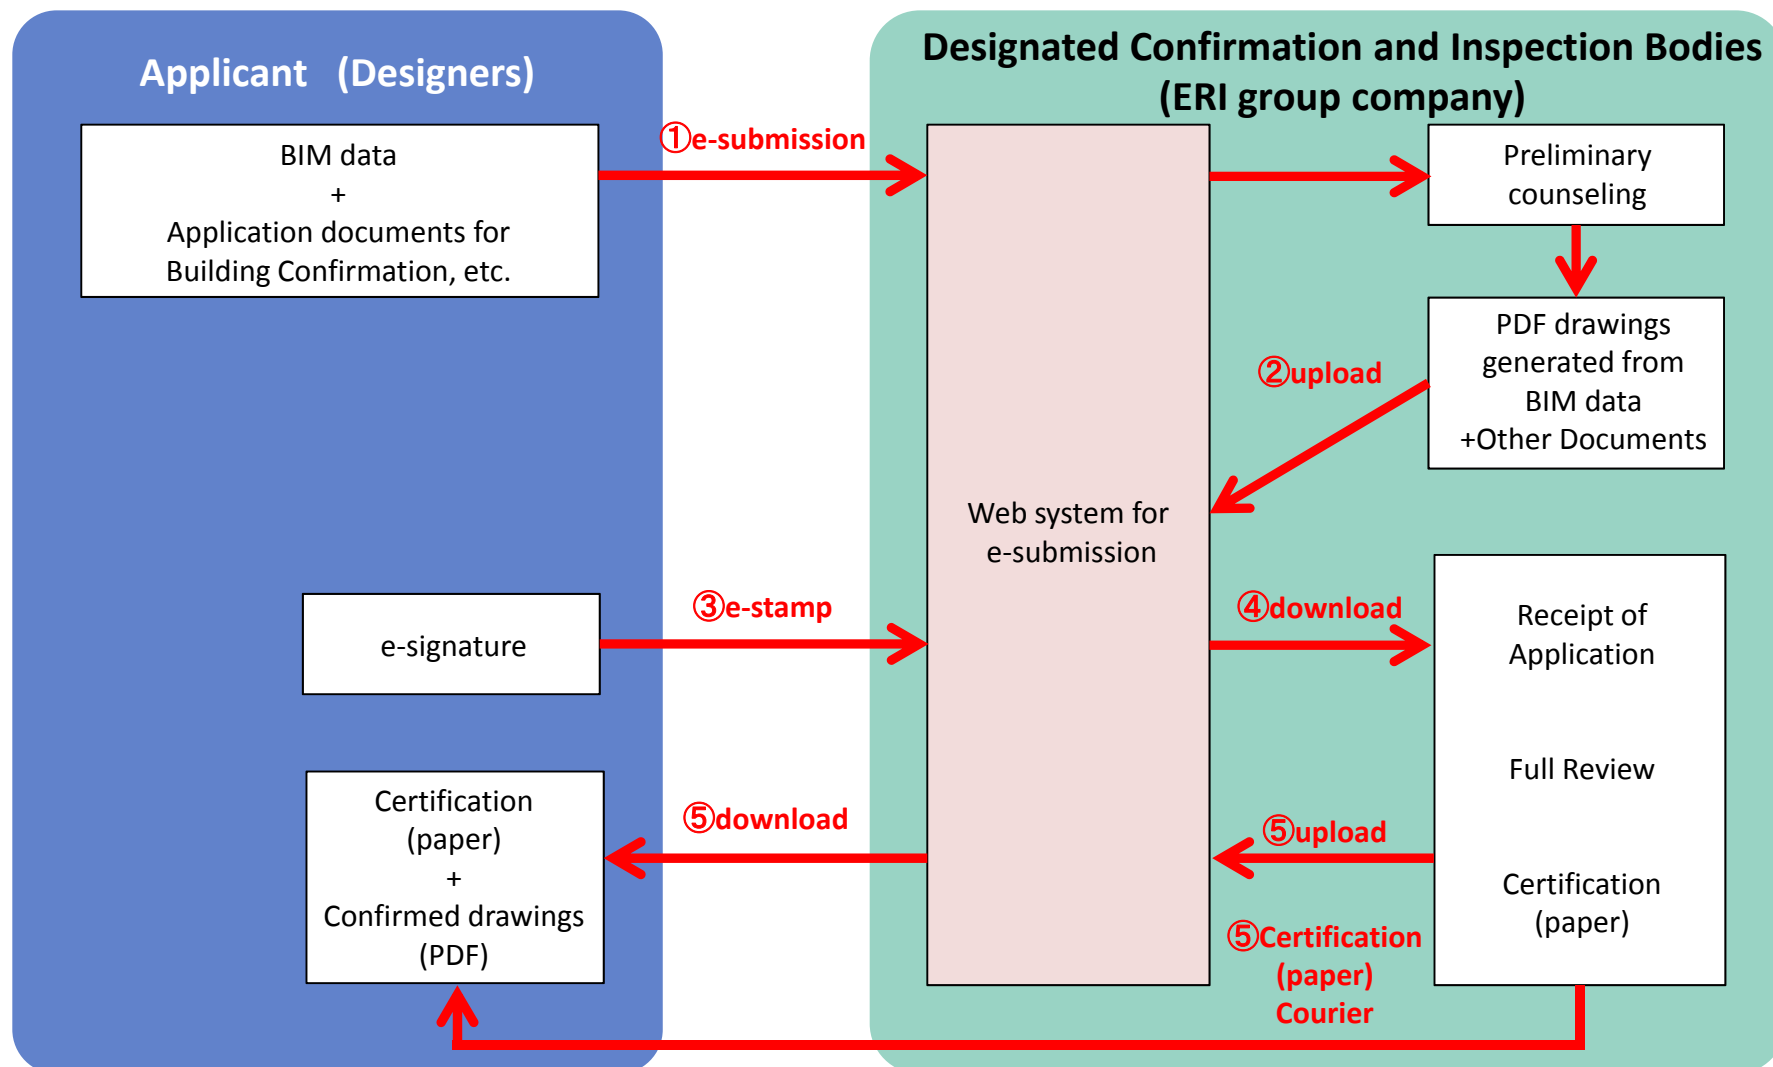 Applicant (Designers)
Designated Confirmation and Inspection Bodies
(ERI group company)
BIM data
+
Application documents for
Building Confirmation, etc.
①e-submission
Preliminary
counseling
PDF drawings
generated from
BIM data
+Other Documents
②upload
Web system for
e-submission
e-signature
③e-stamp
④download
Receipt of
Application
Full Review
Certification
(paper)
⑤upload
⑤download
Certification
(paper)
+
Confirmed drawings
(PDF)
⑤Certification
(paper)
Courier